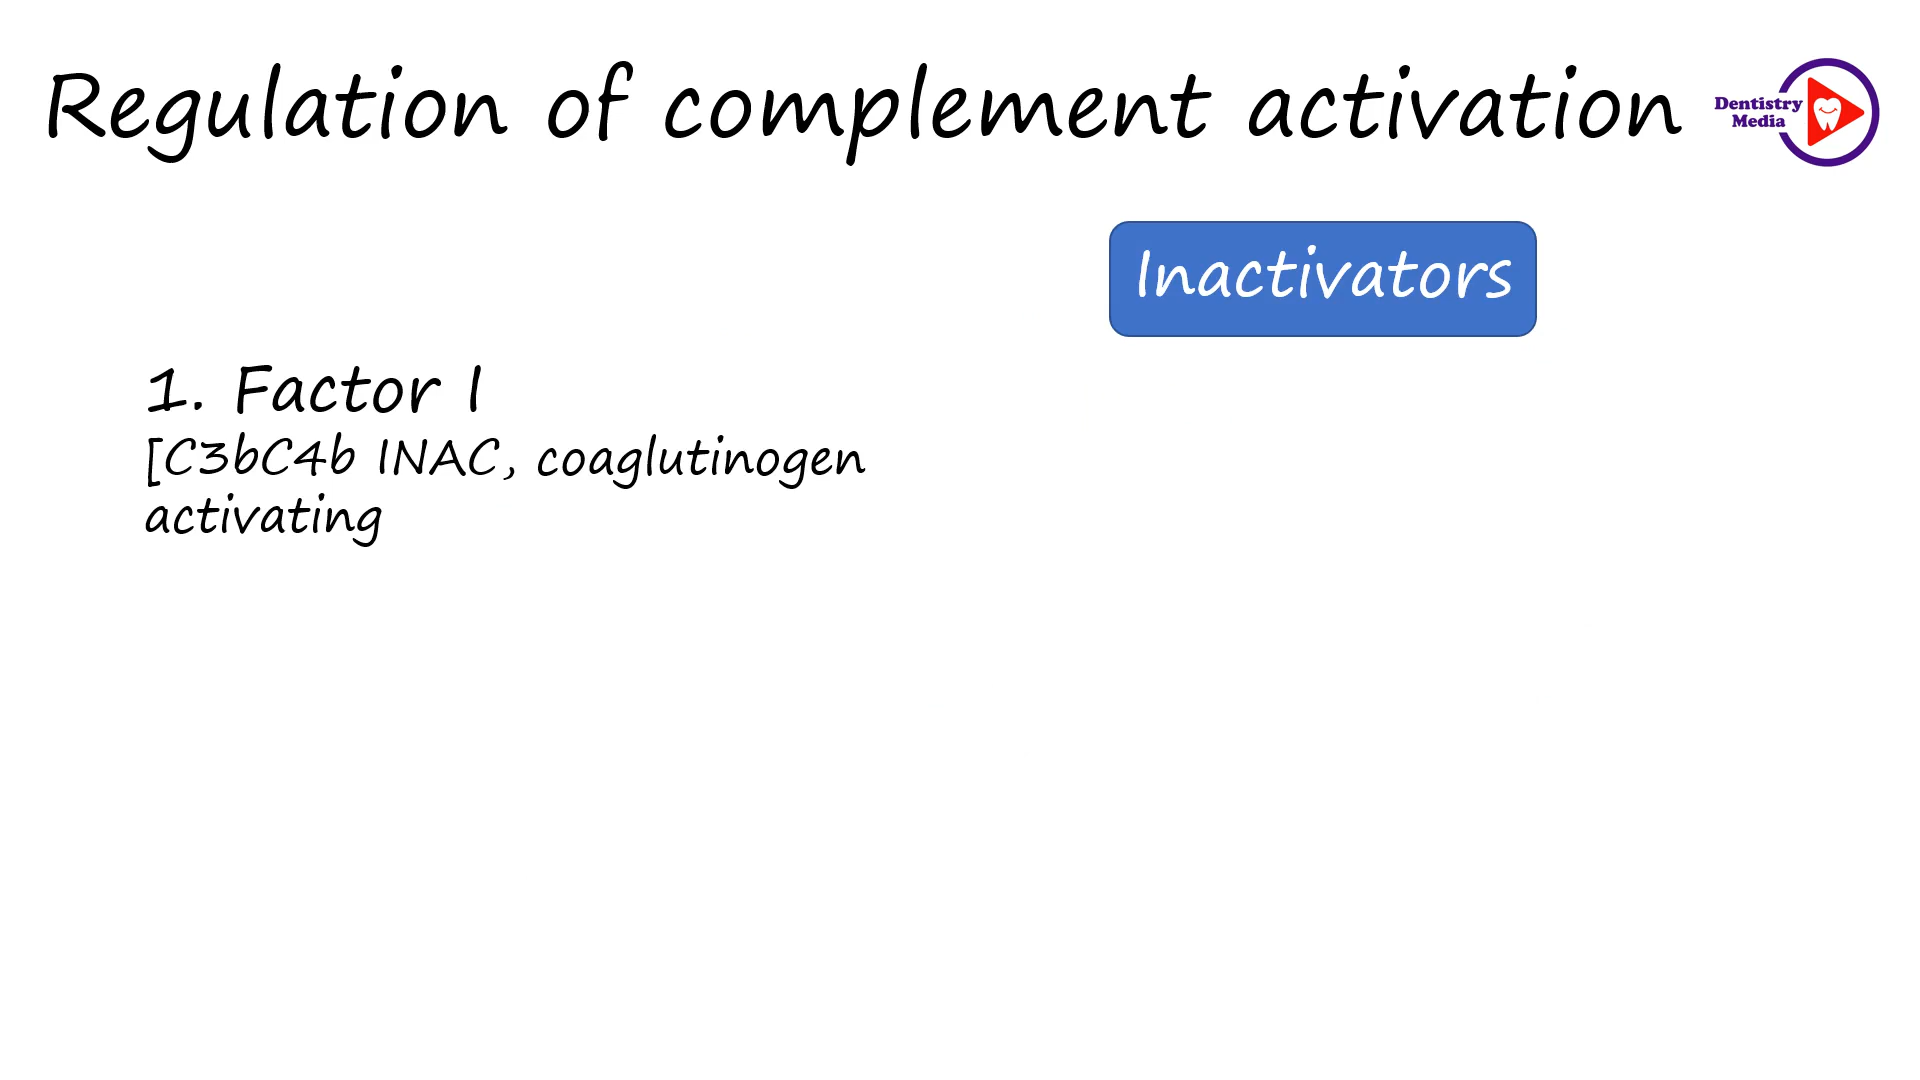 Regulation of complement activation
Dentistry
Media
Inactivators
1. Factor I
[C3bC4b INAC, coaglutinogen
activating